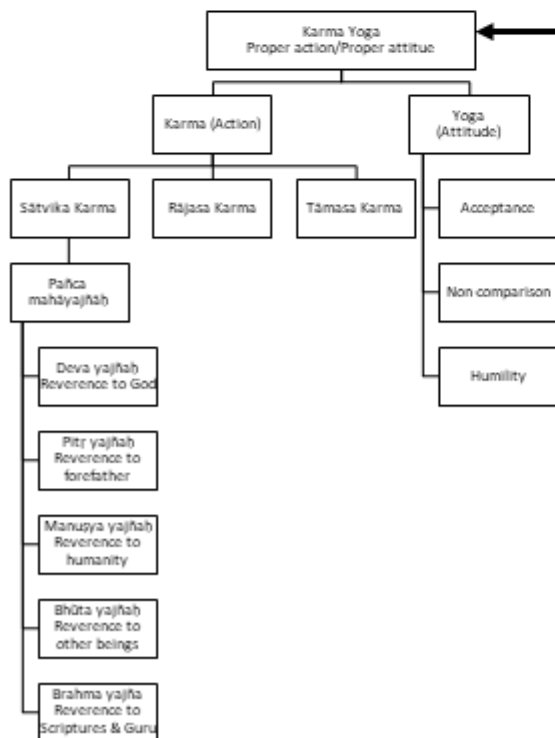 Karma Yoga
Proper action/Proper attitue
Karma (Action)
Yoga
(Attitude)
Sātvika Karma
Rājasa Karma
Tāmasa Karma
Acceptance
Pañca
mahāyajñāḥ
Non comparison
Deva yajñaḥ
Reverence to God
Humility
Pitṛ yajñaḥ
Reverence to
forefather
Manuṣya yajñaḥ
Reverence to
humanity
Bhūta yajñaḥ
Reverence to
other beings
Brahma yajña
Reverence to
Scriptures & Guru